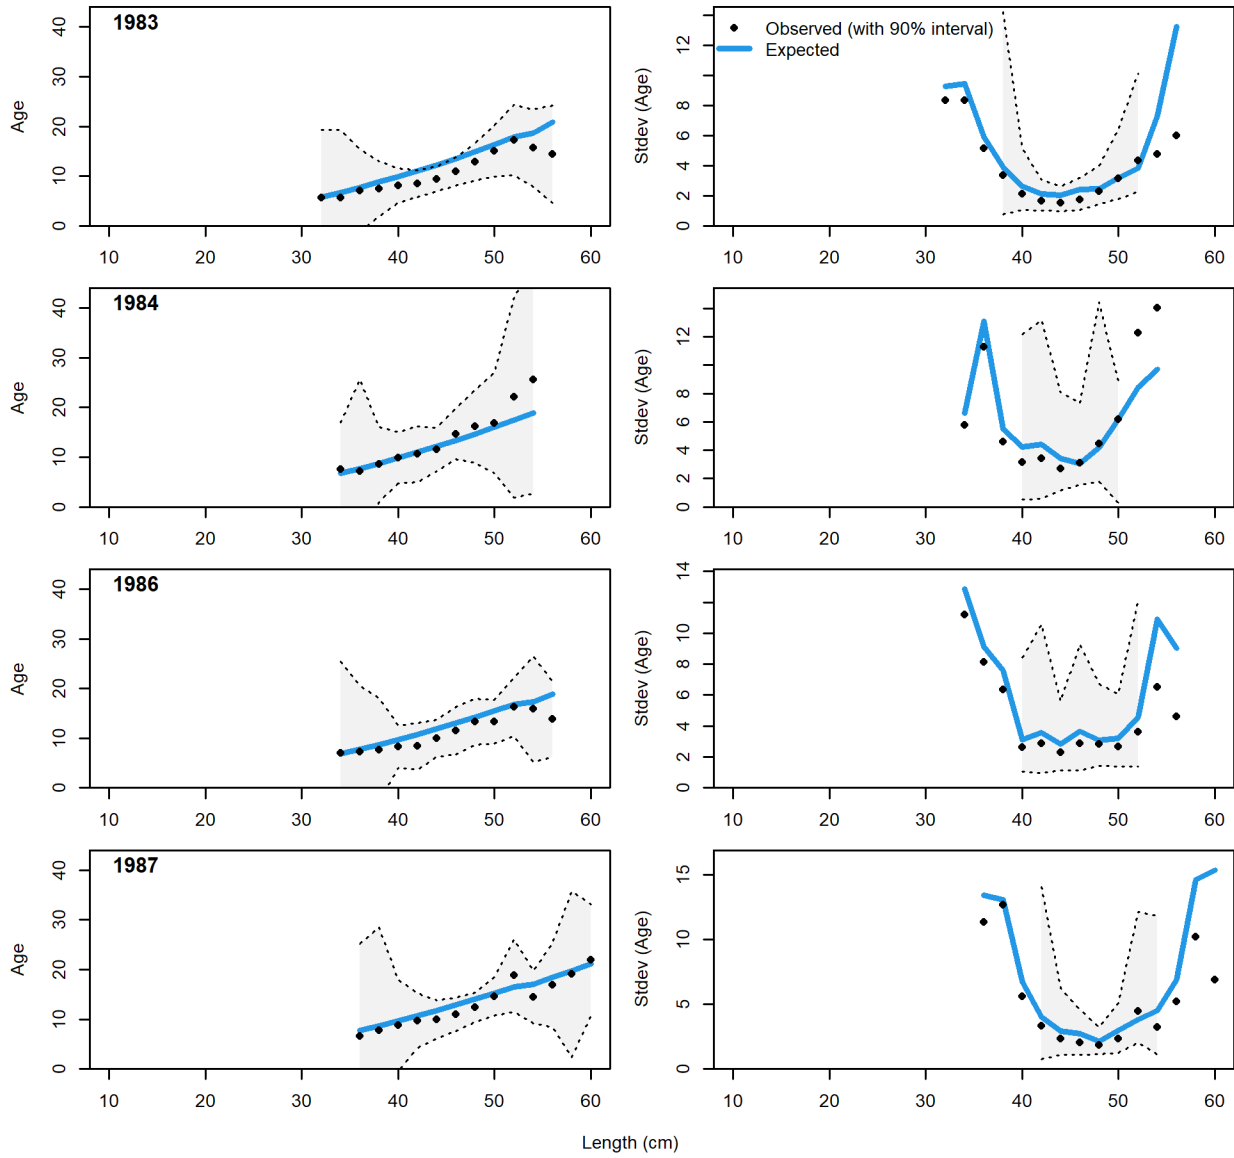 1983
Observed (with 90% interval)
Expected
Age
0 10 20 30 40
10 20 30 40 50 60
Stdev (Age)
0 2 4 6 8 12
10 20 30 40 50 60
1984
Age
0 10 20 30 40
10 20 30 40 50 60
Stdev (Age)
0 2 4 6 8 12
10 20 30 40 50 60
1986
Age
0 10 20 30 40
10 20 30 40 50 60
Stdev (Age)
0 2 4 6 8 10 14
10 20 30 40 50 60
1987
Age
0 10 20 30 40
10 20 30 40 50 60
Stdev (Age)
0 5 10 15
10 20 30 40 50 60
Length (cm)